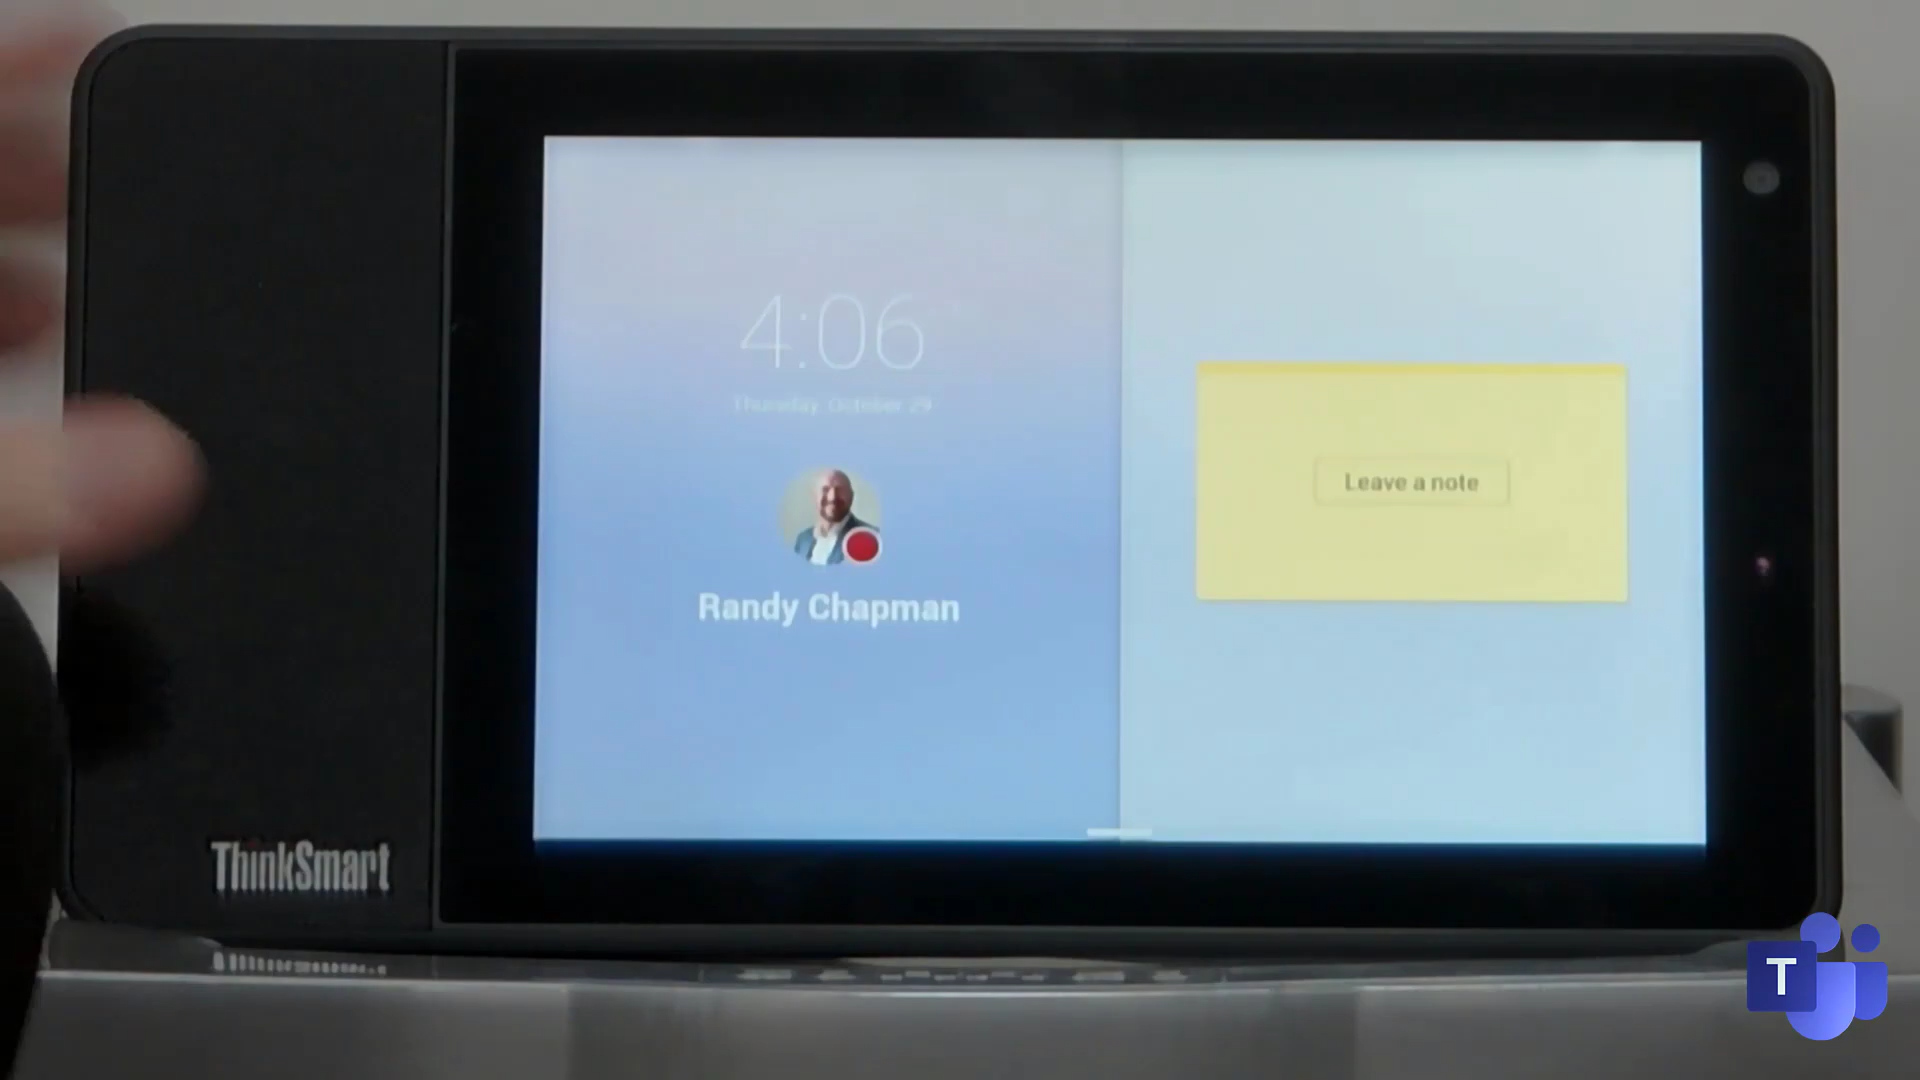 4:06
Thursday, October 29
Randy Chapman
Leave a note
ThinkSmart
T